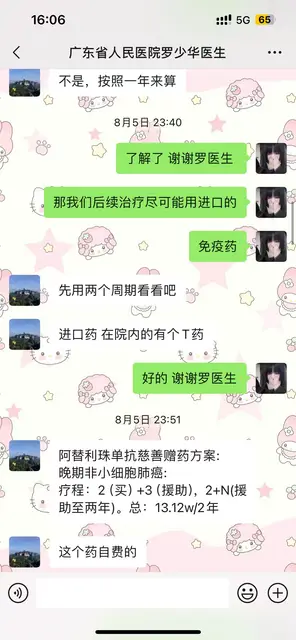 16:06
5G
65
广东省人民医院罗少华医生
不是，按照一年来算
8月5日 23:40
了解了 谢谢罗医生
那我们后续治疗尽可能用进口的
免疫药
先用两个周期看看吧
进口药 在院内的有个 T 药
好的 谢谢罗医生
8月5日 23:51
阿替利珠单抗慈善赠药方案:
晚期非小细胞肺癌:
疗程：2（买）+3（援助），2+N(援
助至两年)。总：13.12w/2年
这个药自费的